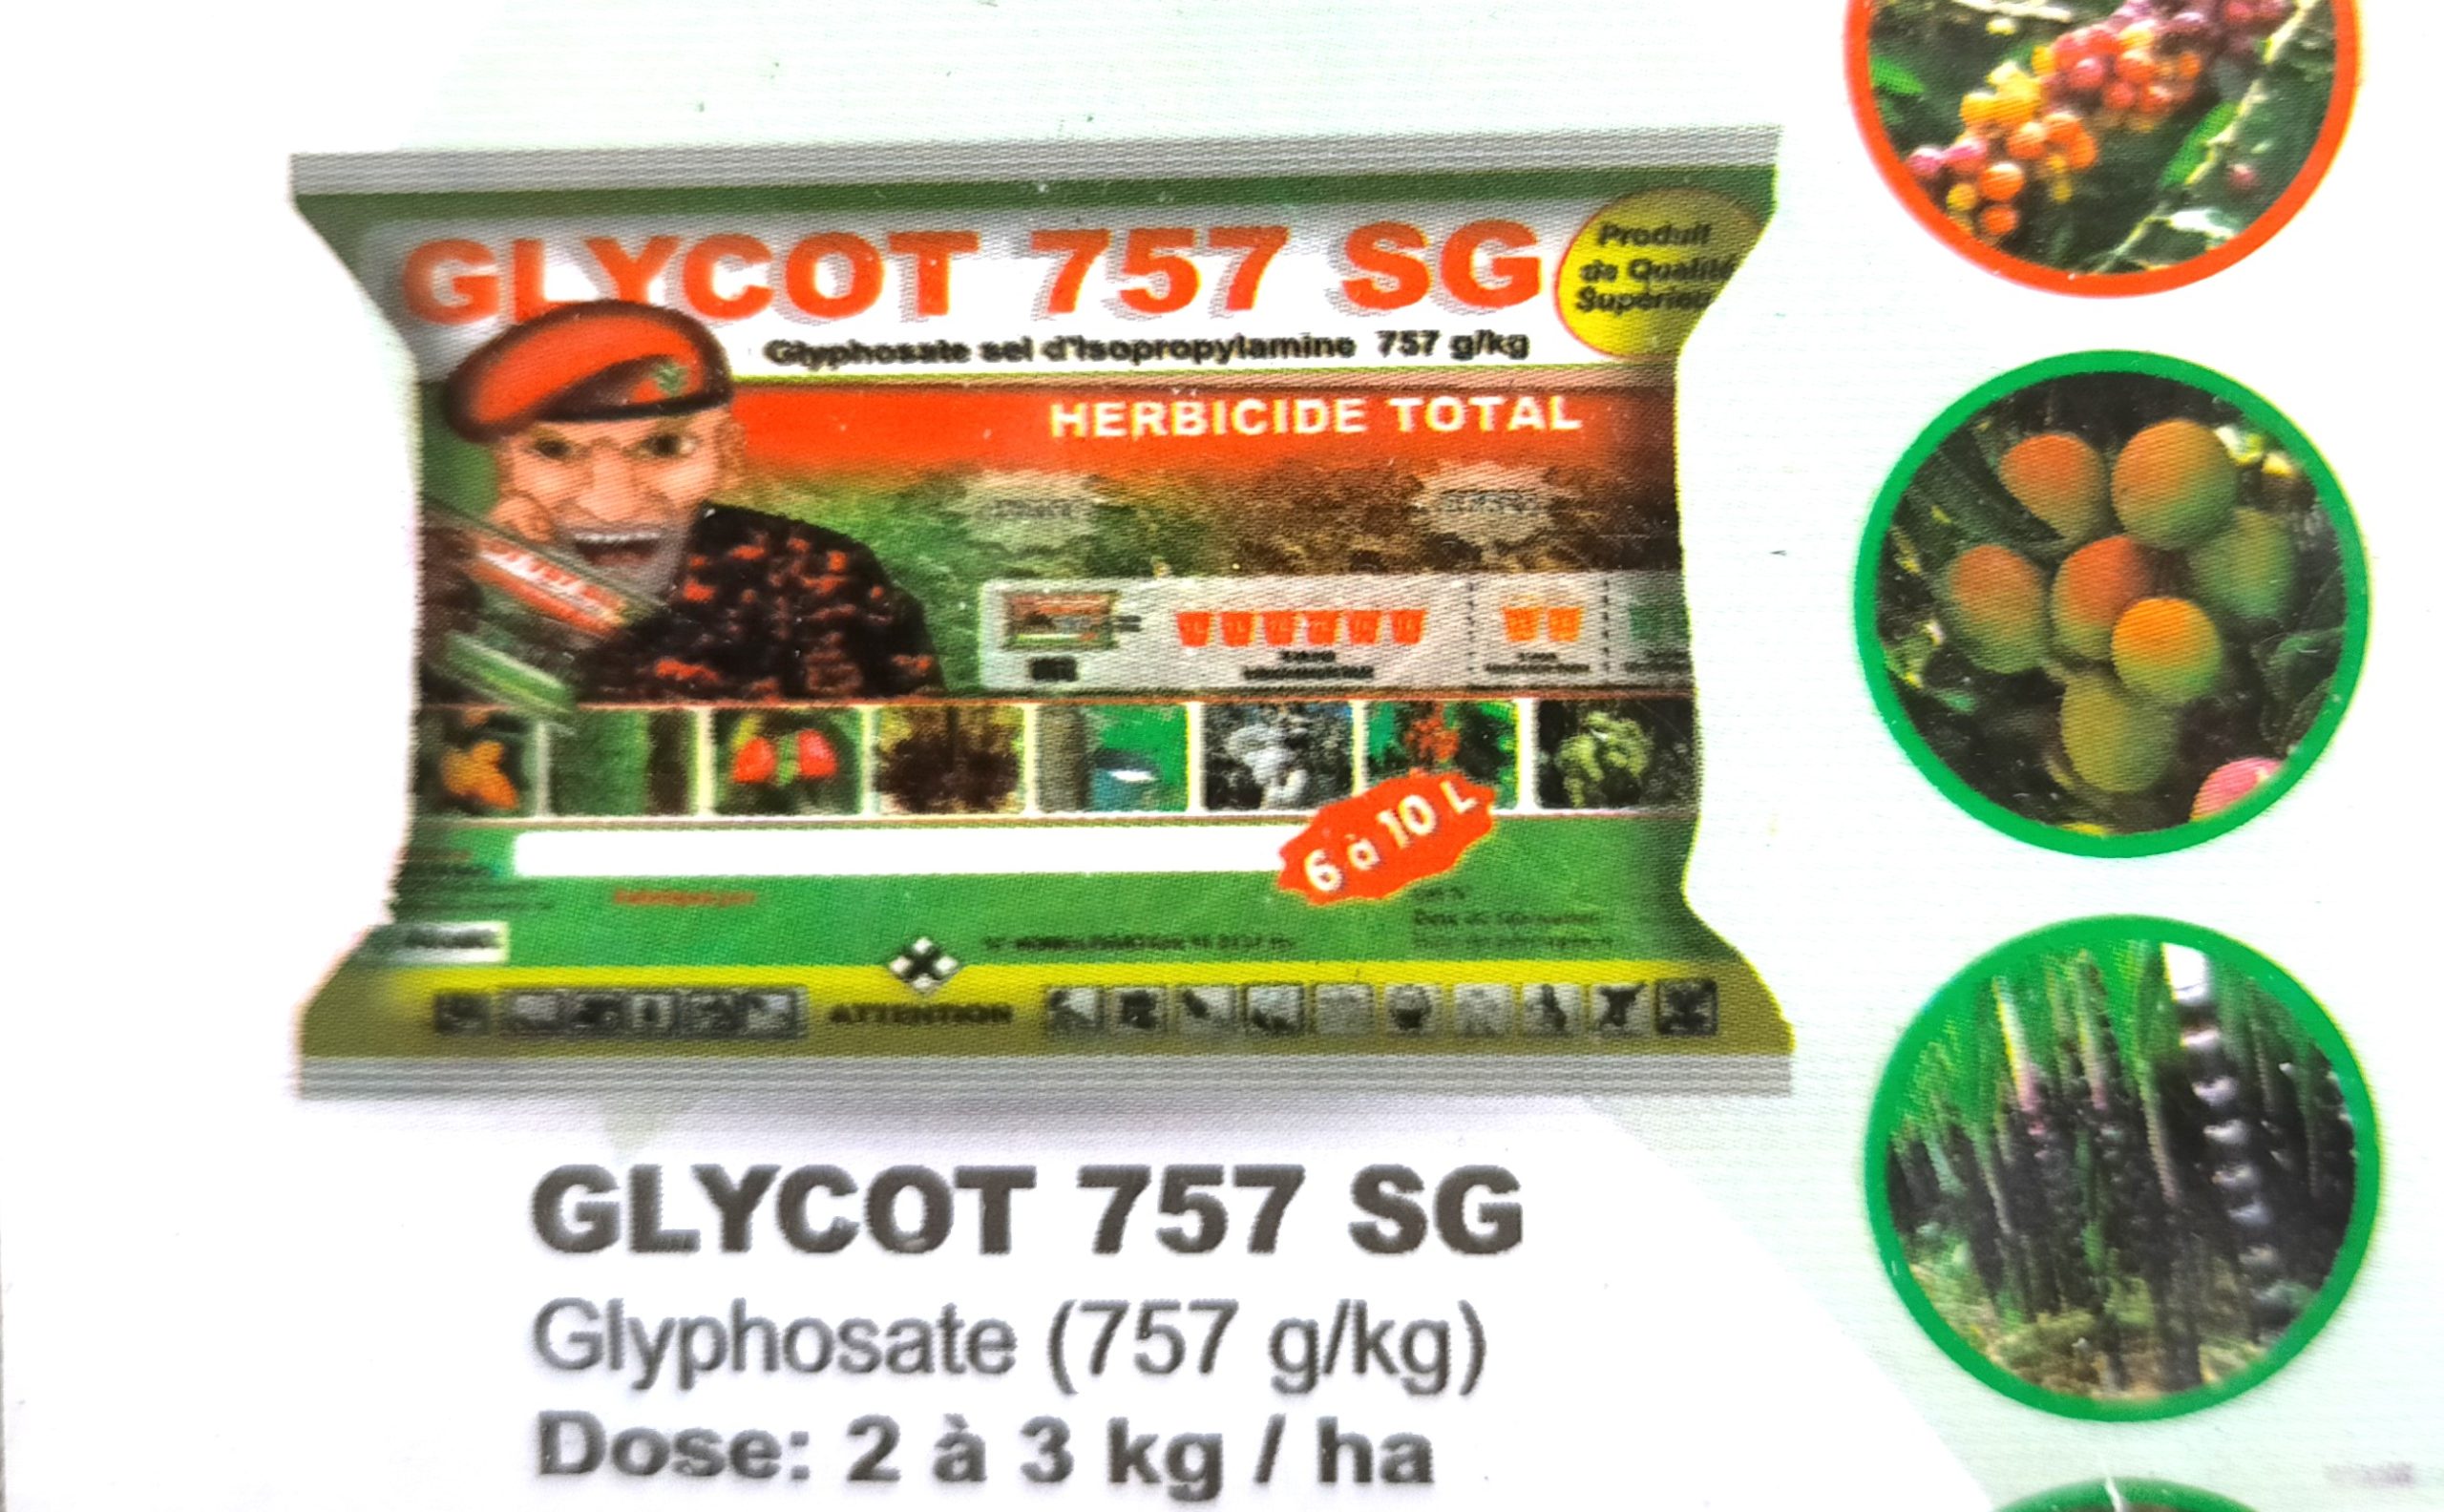 GLYCOT 757 SG
Produit
de Qualité
Supérieu
Glyphosate sel d'Isopropylamine 757 g/kg
HERBICIDE TOTAL
6 à 10 L
ATTENTION
GLYCOT 757 SG
Glyphosate (757 g/kg)
Dose: 2 à 3 kg / ha